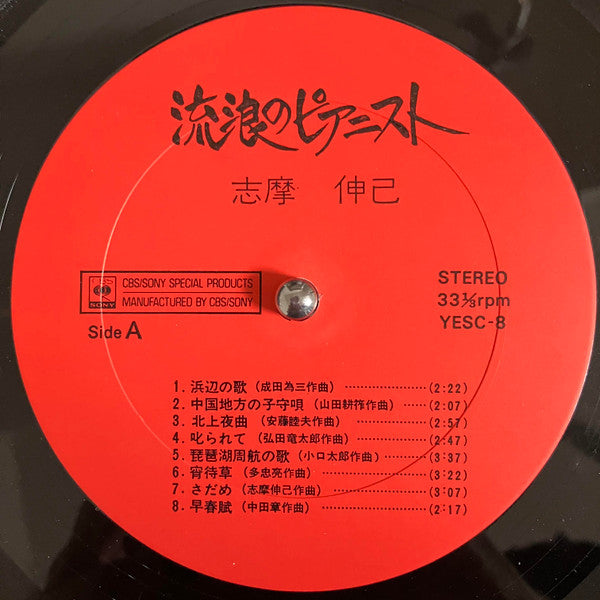 流浪のピアニスト
志摩 伸己
CBS
SONY
CBS/SONY SPECIAL PRODUCTS
MANUFACTURED BY CBS/SONY
Side A
STEREO
33⅓rpm
YESC-8
1. 浜辺の歌（成田為三作曲）…………………(2:22)
2. 中国地方の子守唄（山田耕筰作曲）…………(2:07)
3. 北上夜曲（安藤睦夫作曲）…………………(2:57)
4. 叱られて（弘田竜太郎作曲）………………(2:47)
5. 琵琶湖周航の歌（小口太郎作曲）……………(3:37)
6. 宵待草（多忠亮作曲）………………………(3:22)
7. さだめ（志摩伸己作曲）……………………(3:07)
8. 早春賦（中田章作曲）………………………(2:17)